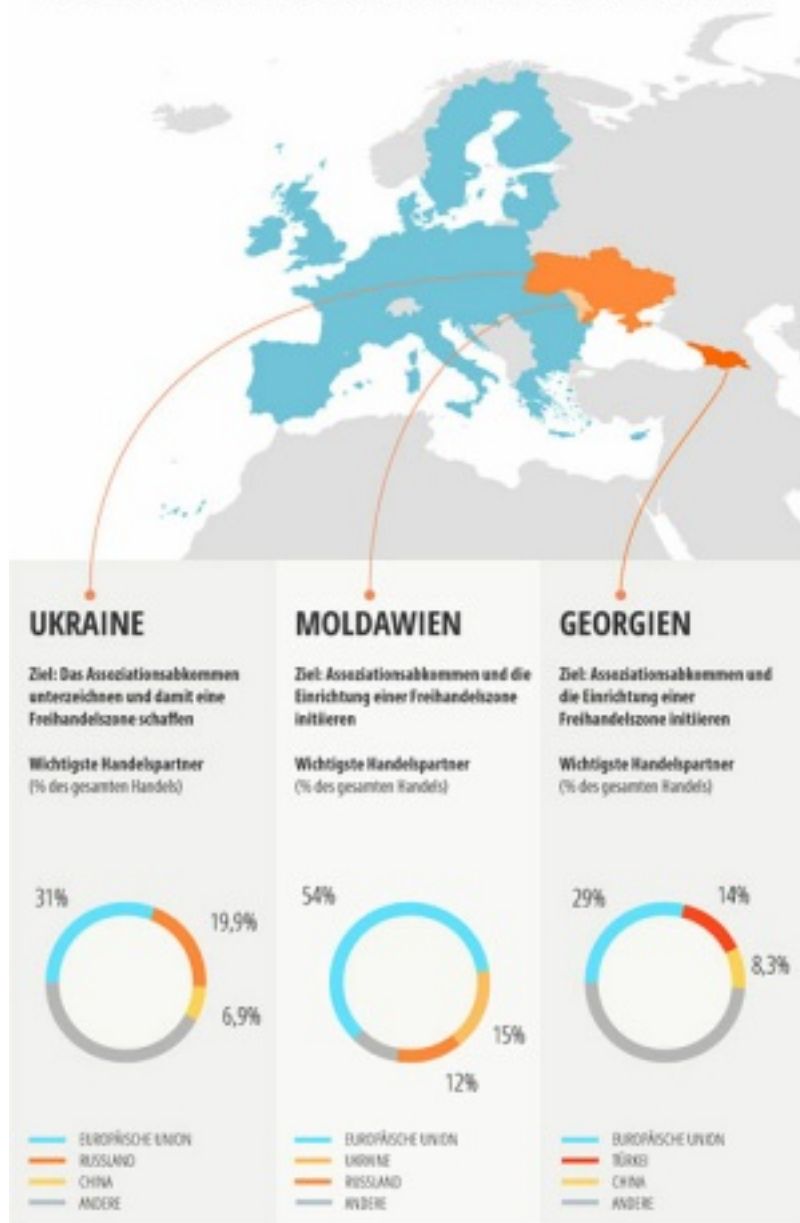 UKRAINE
Ziel: Das Assoziationsabkommen
unterzeichnen und damit eine
Freihandelszone schaffen
Wichtigste Handelspartner
(% des gesamten Handels)
31%
19,9%
6,9%
EUROPÄISCHE UNION
RUSSLAND
CHINA
ANDERE
MOLDAWIEN
Ziel: Assoziationsabkommen und die
Einrichtung einer Freihandelszone
initiieren
Wichtigste Handelspartner
(% des gesamten Handels)
54%
15%
12%
EUROPÄISCHE UNION
UKRAINE
RUSSLAND
ANDERE
GEORGIEN
Ziel: Assoziationsabkommen und
die Einrichtung einer
Freihandelszone initiieren
Wichtigste Handelspartner
(% des gesamten Handels)
29%
14%
8,3%
EUROPÄISCHE UNION
TÜRKEI
CHINA
ANDERE